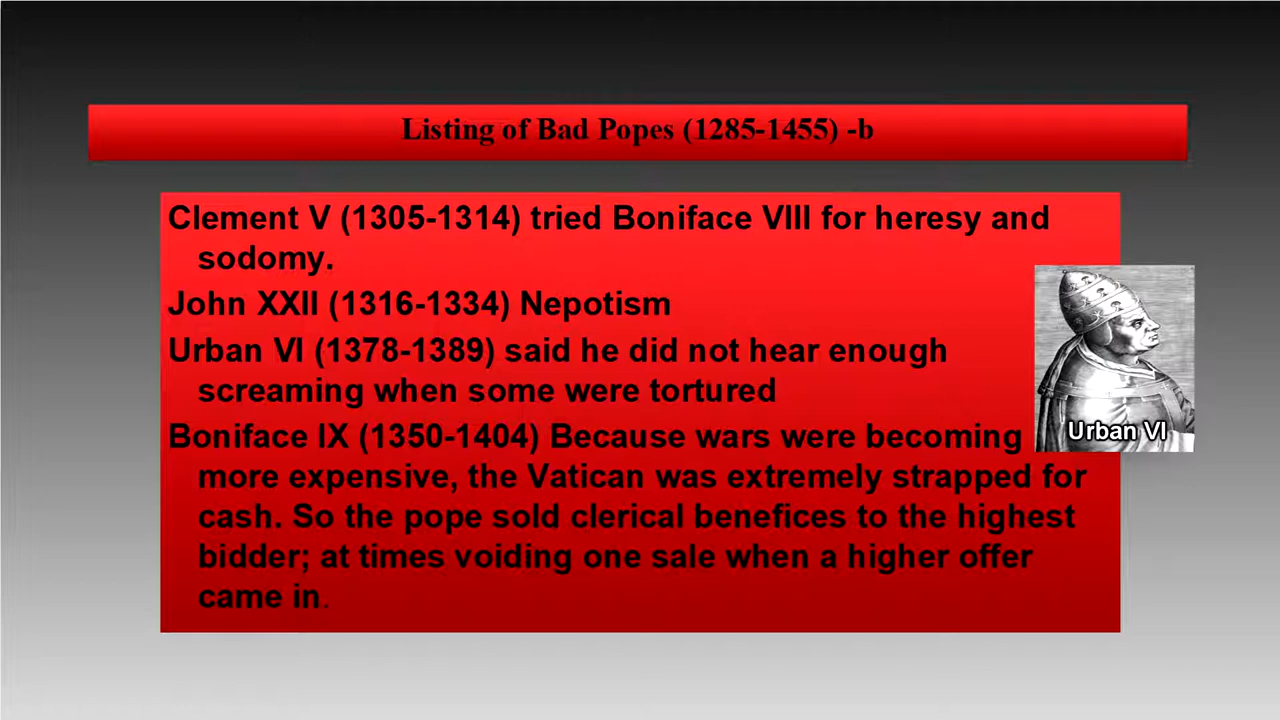 Listing of Bad Popes (1285-1455) -b
Clement V (1305-1314) tried Boniface VIII for heresy and
sodomy.
John XXII (1316-1334) Nepotism
Urban VI (1378-1389) said he did not hear enough
screaming when some were tortured
Boniface IX (1350-1404) Because wars were becoming
more expensive, the Vatican was extremely strapped for
cash. So the pope sold clerical benefices to the highest
bidder; at times voiding one sale when a higher offer
came in.
Urban VI